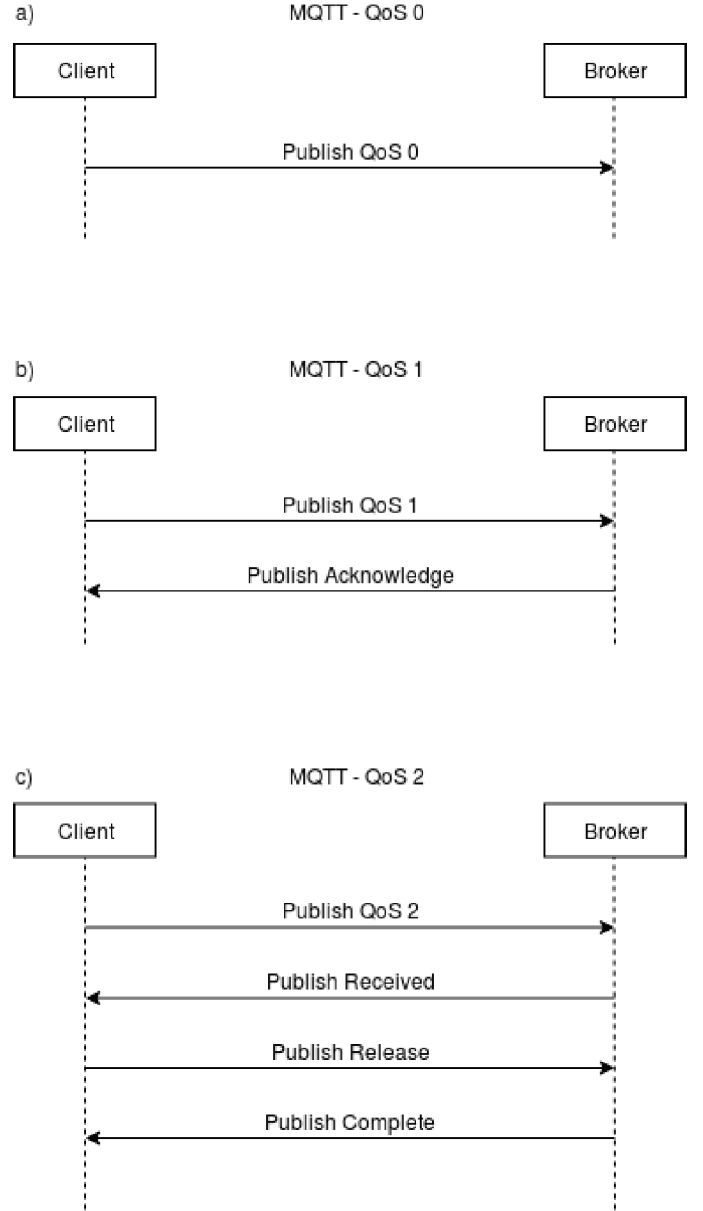 a) MQTT - QoS 0
Client Broker
Publish QoS 0
b) MQTT - QoS 1
Client Broker
Publish QoS 1
Publish Acknowledge
c) MQTT - QoS 2
Client Broker
Publish QoS 2
Publish Received
Publish Release
Publish Complete